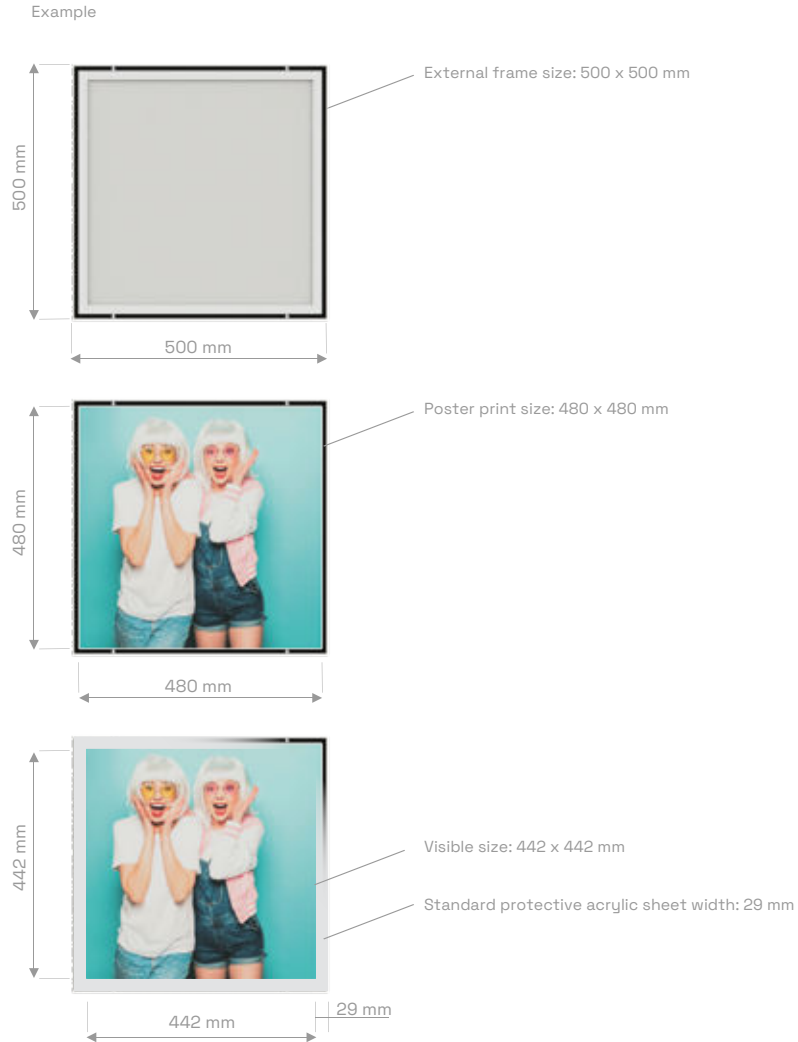 Example
External frame size: 500 x 500 mm
500 mm
500 mm
Poster print size: 480 x 480 mm
480 mm
480 mm
Visible size: 442 x 442 mm
442 mm
Standard protective acrylic sheet width: 29 mm
29 mm
442 mm